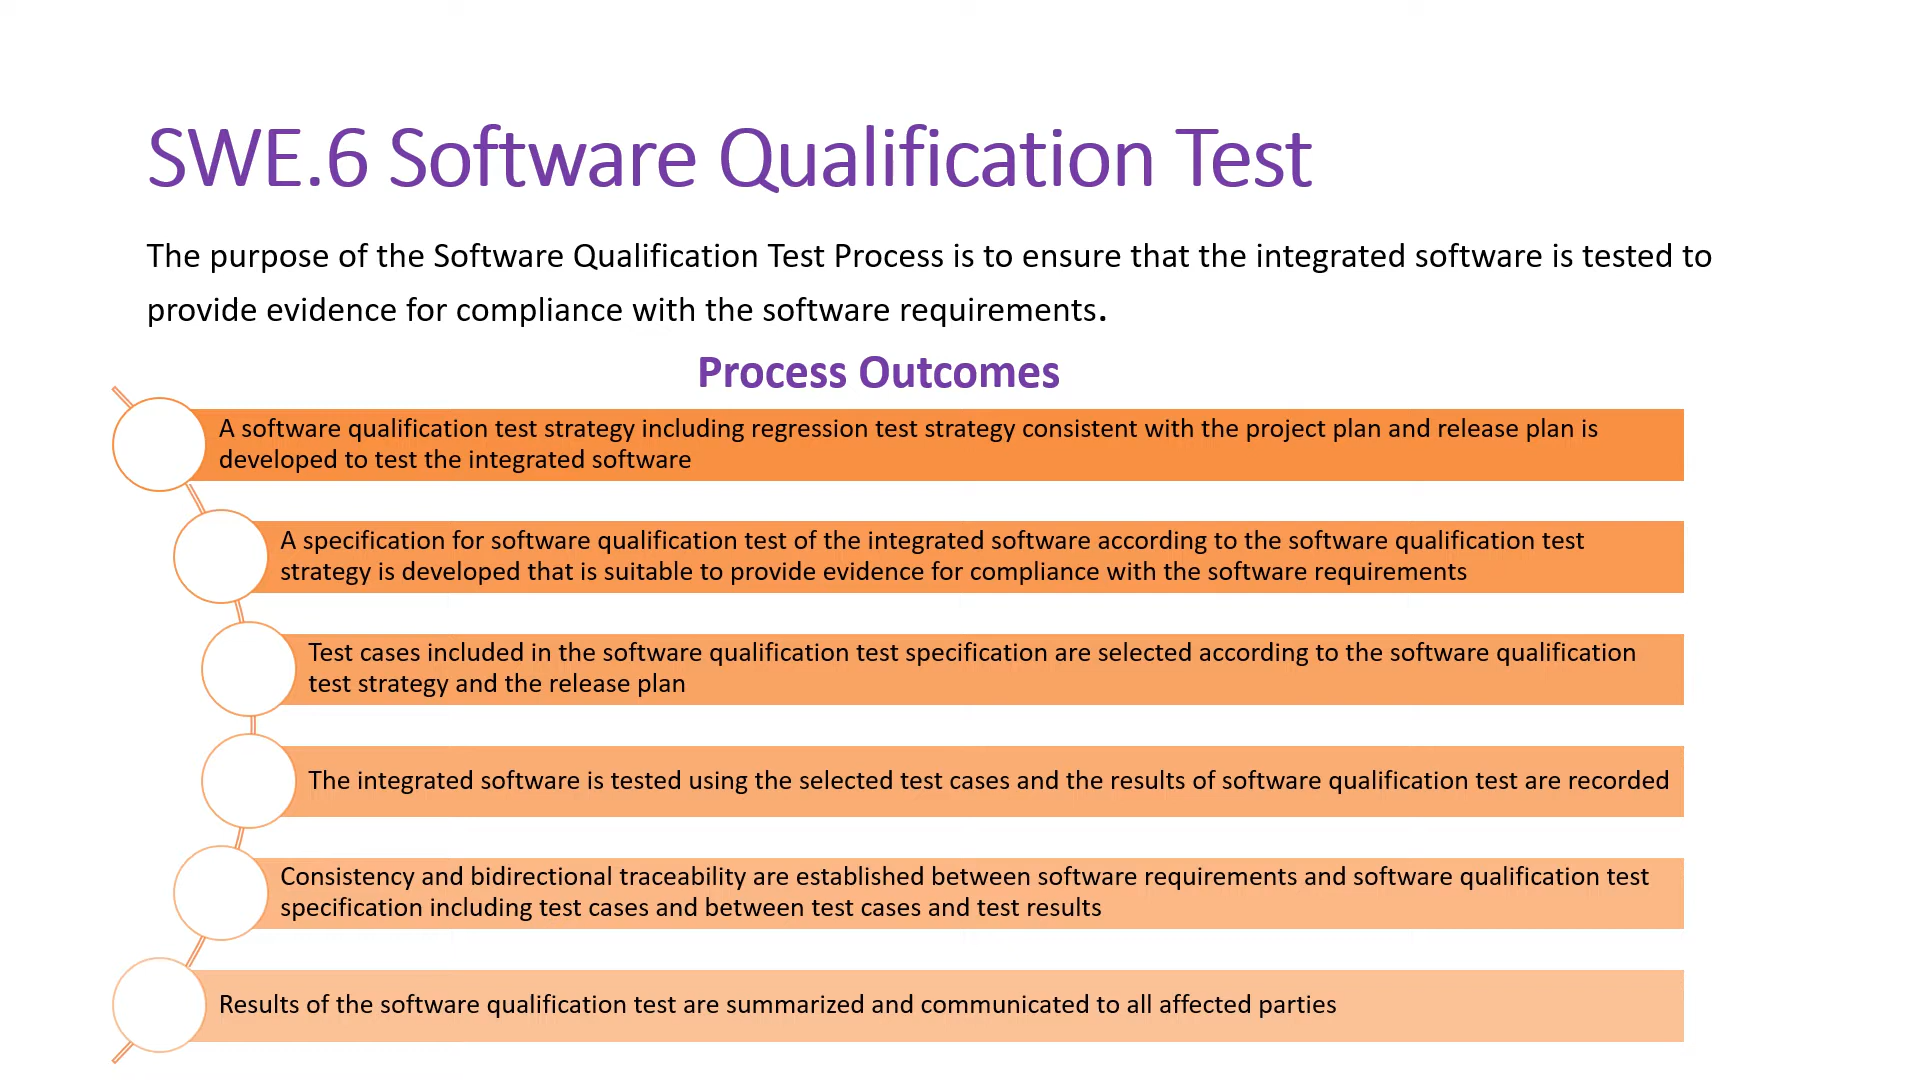 SWE.6 Software Qualification Test
The purpose of the Software Qualification Test Process is to ensure that the integrated software is tested to
provide evidence for compliance with the software requirements.
Process Outcomes
A software qualification test strategy including regression test strategy consistent with the project plan and release plan is
developed to test the integrated software
A specification for software qualification test of the integrated software according to the software qualification test
strategy is developed that is suitable to provide evidence for compliance with the software requirements
Test cases included in the software qualification test specification are selected according to the software qualification
test strategy and the release plan
The integrated software is tested using the selected test cases and the results of software qualification test are recorded
Consistency and bidirectional traceability are established between software requirements and software qualification test
specification including test cases and between test cases and test results
Results of the software qualification test are summarized and communicated to all affected parties